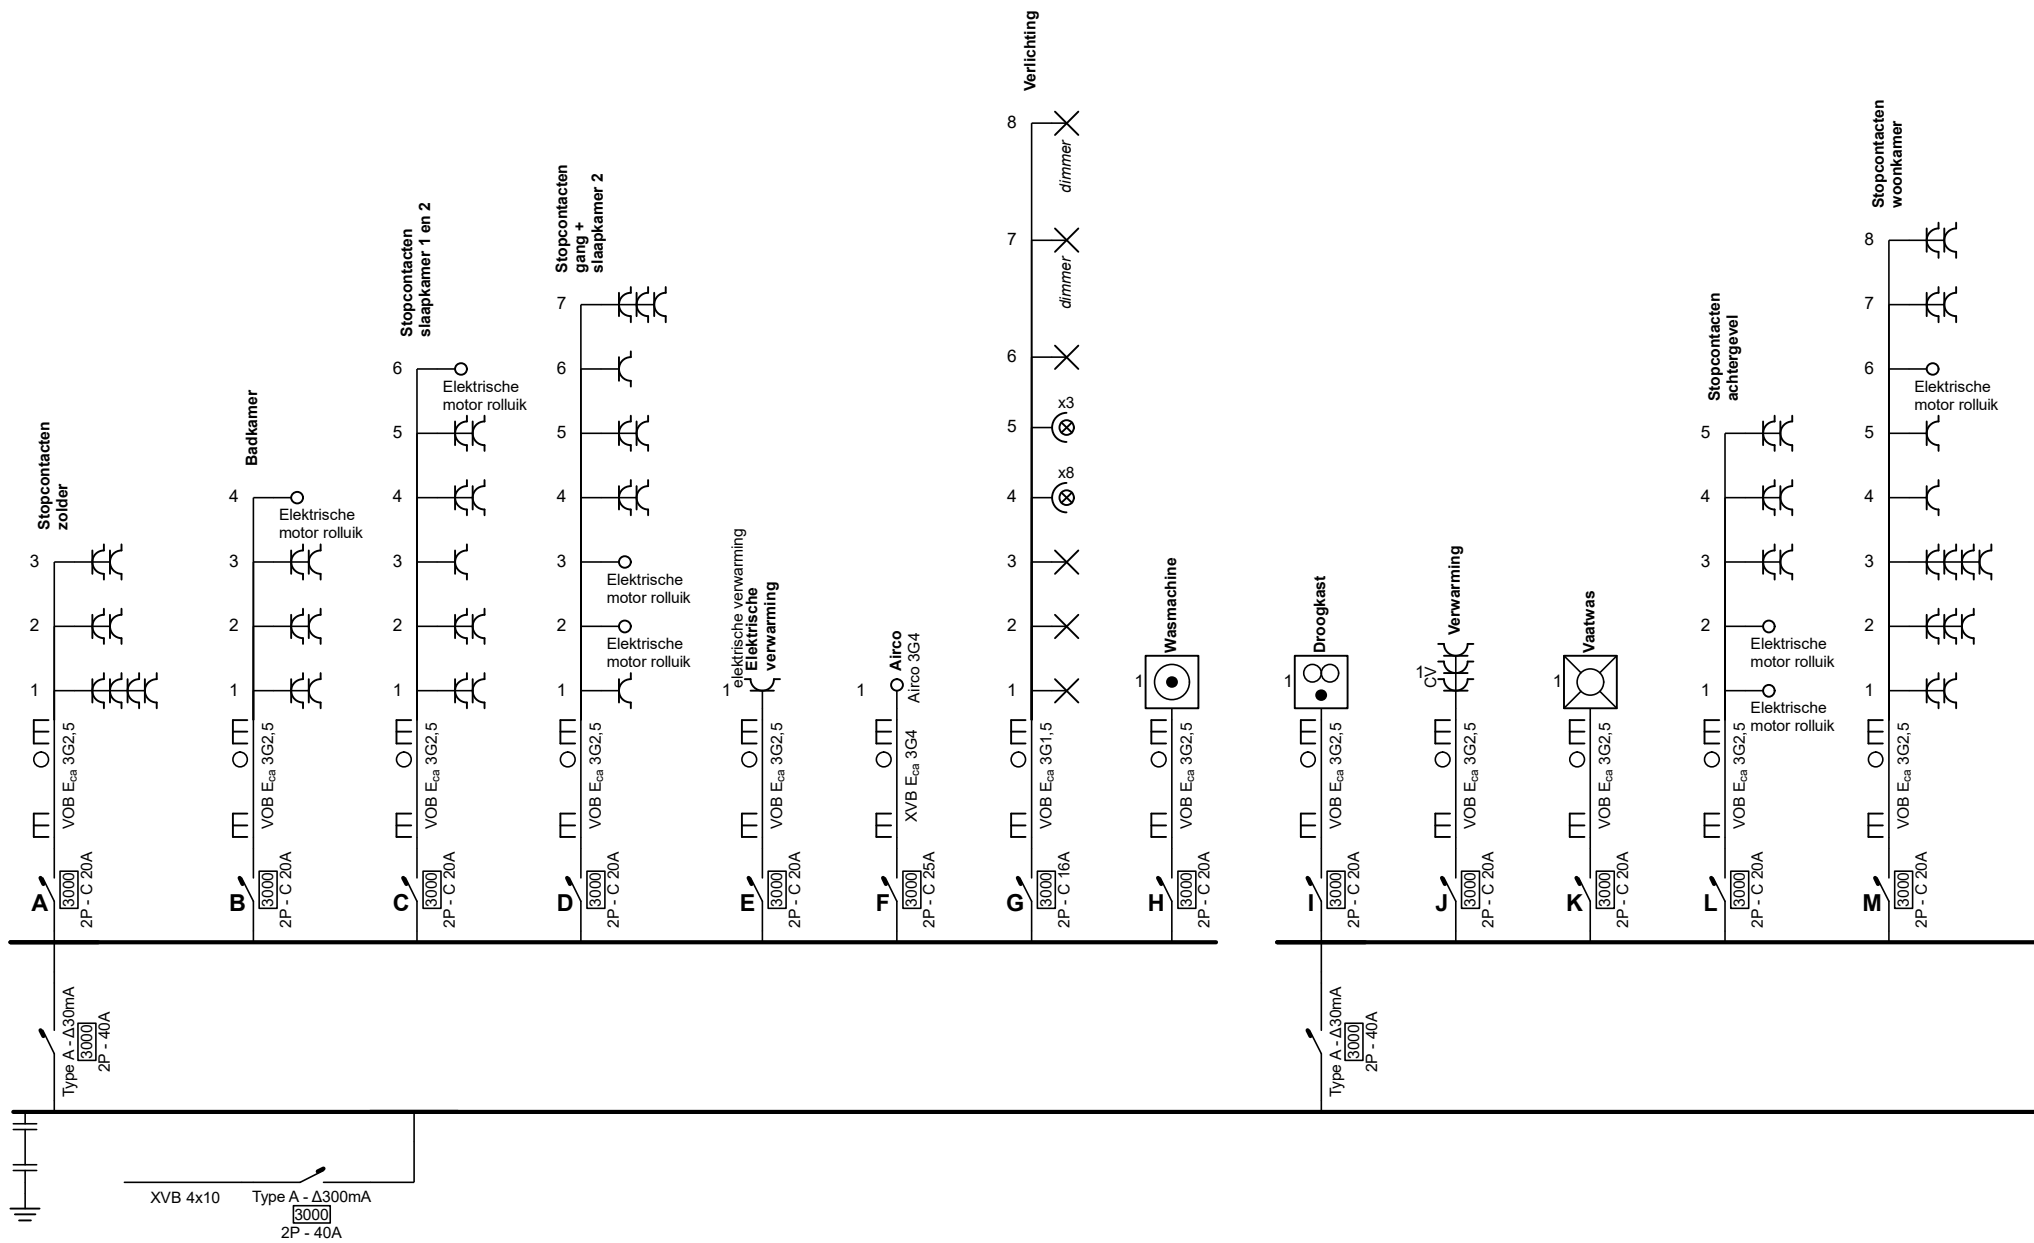 Stopcontacten
zolder
3
2
1
VOB Eca 3G2,5
A
3000
2P - C 20A
Badkamer
4
Elektrische
motor rolluik
3
2
1
VOB Eca 3G2,5
B
3000
2P - C 20A
Stopcontacten
slaapkamer 1 en 2
6
Elektrische
motor rolluik
5
4
3
2
1
VOB Eca 3G2,5
C
3000
2P - C 20A
Stopcontacten
gang +
slaapkamer 2
7
6
5
4
3
Elektrische
motor rolluik
2
Elektrische
motor rolluik
1
VOB Eca 3G2,5
D
3000
2P - C 20A
elektrische verwarming
Elektrische
verwarming
1
VOB Eca 3G2,5
E
3000
2P - C 20A
Airco
Airco 3G4
1
XVB Eca 3G4
F
3000
2P - C 25A
Verlichting
8
dimmer
7
dimmer
6
x3
5
x8
4
3
2
1
VOB Eca 3G1,5
G
3000
2P - C 16A
Wasmachine
1
VOB Eca 3G2,5
H
3000
2P - C 20A
Droogkast
1
VOB Eca 3G2,5
I
3000
2P - C 20A
Verwarming
1
CV
VOB Eca 3G2,5
J
3000
2P - C 20A
Vaatwas
1
VOB Eca 3G2,5
K
3000
2P - C 20A
Stopcontacten
achtergevel
5
4
3
2
Elektrische
motor rolluik
1
Elektrische
motor rolluik
VOB Eca 3G2,5
L
3000
2P - C 20A
Stopcontacten
woonkamer
8
7
6
Elektrische
motor rolluik
5
4
3
2
1
VOB Eca 3G2,5
M
3000
2P - C 20A
Type A - Δ30mA
3000
2P - 40A
Type A - Δ30mA
3000
2P - 40A
XVB 4x10
Type A - Δ300mA
3000
2P - 40A